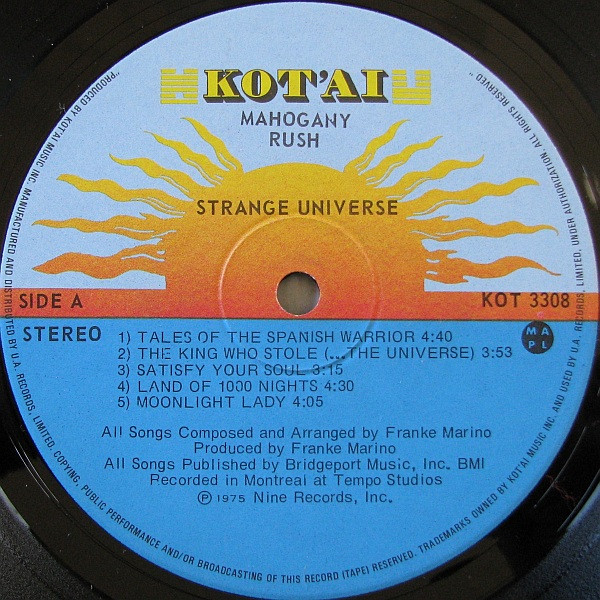 KOT'AI
MAHOGANY
RUSH
STRANGE UNIVERSE
SIDE A
KOT 3308
STEREO
M A
P L
1) TALES OF THE SPANISH WARRIOR 4:40
2) THE KING WHO STOLE (...THE UNIVERSE) 3:53
3) SATISFY YOUR SOUL 3:15
4) LAND OF 1000 NIGHTS 4:30
5) MOONLIGHT LADY 4:05
All Songs Composed and Arranged by Franke Marino
Produced by Franke Marino
All Songs Published by Bridgeport Music, Inc. BMI
Recorded in Montreal at Tempo Studios
Ⓟ 1975 Nine Records, Inc.
"PRODUCED BY KOT'AI MUSIC INC. MANUFACTURED AND DISTRIBUTED BY U.A. RECORDS, LIMITED. COPYING, PUBLIC PERFORMANCE AND/OR BROADCASTING OF THIS RECORD (TAPE) RESERVED. TRADEMARKS OWNED BY KOT'AI MUSIC INC. AND USED BY U.A. RECORDS, LIMITED, UNDER AUTHORIZATION, ALL RIGHTS RESERVED"